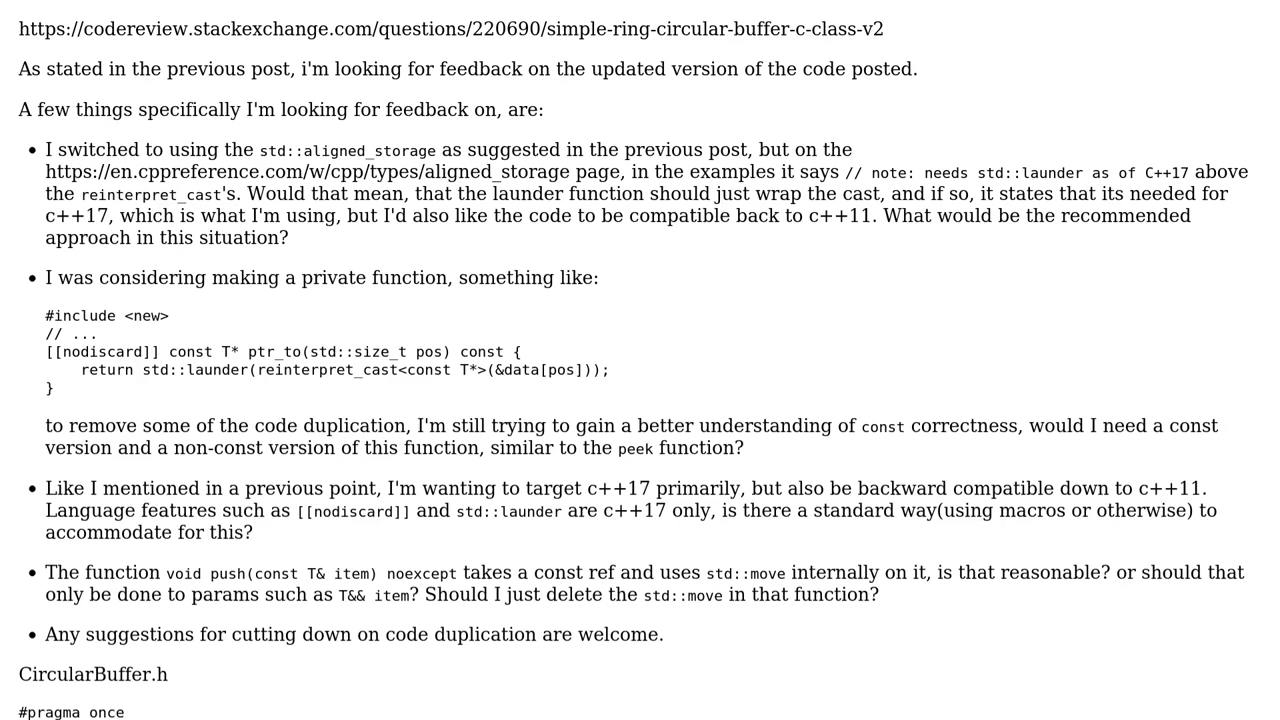 https://codereview.stackexchange.com/questions/220690/simple-ring-circular-buffer-c-class-v2
As stated in the previous post, i'm looking for feedback on the updated version of the code posted.
A few things specifically I'm looking for feedback on, are:
• I switched to using the std::aligned_storage as suggested in the previous post, but on the
https://en.cppreference.com/w/cpp/types/aligned_storage page, in the examples it says // note: needs std::launder as of C++17 above
the reinterpret_cast's. Would that mean, that the launder function should just wrap the cast, and if so, it states that its needed for
c++17, which is what I'm using, but I'd also like the code to be compatible back to c++11. What would be the recommended
approach in this situation?
• I was considering making a private function, something like:
#include <new>
// ...
[[nodiscard]] const T* ptr_to(std::size_t pos) const {
    return std::launder(reinterpret_cast<const T*>(&data[pos]));
}
to remove some of the code duplication, I'm still trying to gain a better understanding of const correctness, would I need a const
version and a non-const version of this function, similar to the peek function?
• Like I mentioned in a previous point, I'm wanting to target c++17 primarily, but also be backward compatible down to c++11.
Language features such as [[nodiscard]] and std::launder are c++17 only, is there a standard way(using macros or otherwise) to
accommodate for this?
• The function void push(const T& item) noexcept takes a const ref and uses std::move internally on it, is that reasonable? or should that
only be done to params such as T&& item? Should I just delete the std::move in that function?
• Any suggestions for cutting down on code duplication are welcome.
CircularBuffer.h
#pragma once